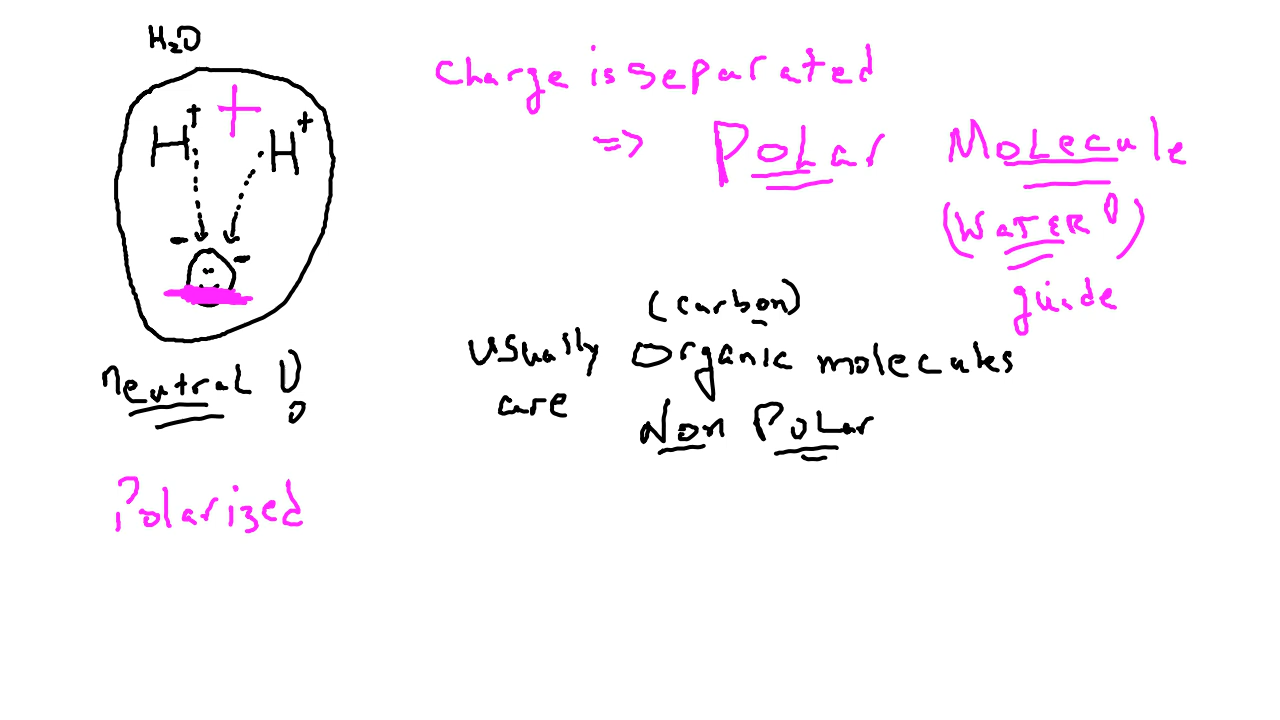 H₂O
+
H⁺ H⁺
- -
neutral !
Polarized
Charge is separated
=> Polar Molecule
(WATER!)
guide
(carbon)
usually organic molecules
are Non Polar